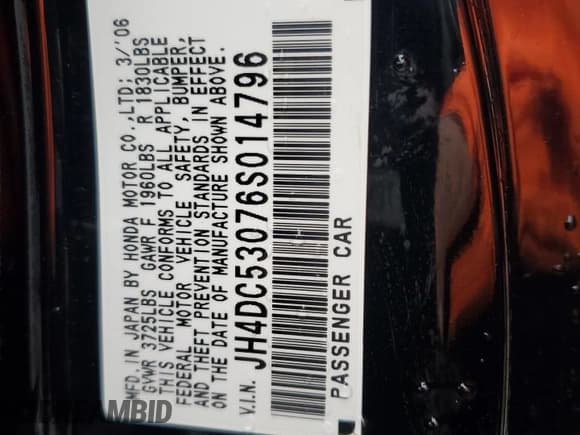 MFD. IN JAPAN BY HONDA MOTOR CO.,LTD; 3/'06
GVWR 3725LBS GAWR F 1960LBS R 1830LBS
THIS VEHICLE CONFORMS TO ALL APPLICABLE
FEDERAL MOTOR VEHICLE SAFETY, BUMPER,
AND THEFT PREVENTION STANDARDS IN EFFECT
ON THE DATE OF MANUFACTURE SHOWN ABOVE.
V.I.N. JH4DC53076S014796
PASSENGER CAR